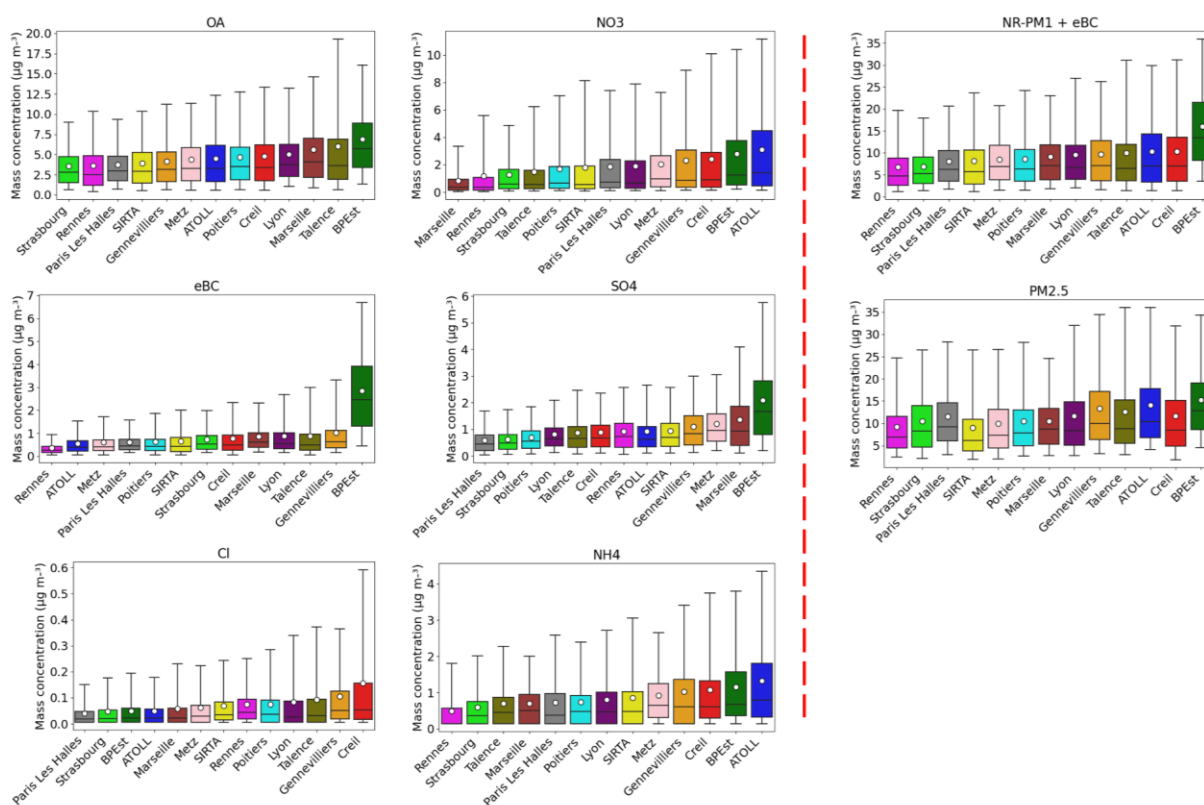 OA
Mass concentration (µg m⁻³)
20.0
17.5
15.0
12.5
10.0
7.5
5.0
2.5
0.0
Strasbourg
Rennes
Paris Les Halles
SIRTA
Gennevilliers
Metz
ATOLL
Poitiers
Creil
Lyon
Marseille
Talence
BPEst
NO3
Mass concentration (µg m⁻³)
10
8
6
4
2
0
Marseille
Rennes
Strasbourg
Talence
Poitiers
SIRTA
Paris Les Halles
Lyon
Metz
Gennevilliers
Creil
BPEst
ATOLL
NR-PM1 + eBC
Mass concentration (µg m⁻³)
35
30
25
20
15
10
5
0
Rennes
Strasbourg
Paris Les Halles
SIRTA
Metz
Poitiers
Marseille
Lyon
Gennevilliers
Talence
ATOLL
Creil
BPEst
eBC
Mass concentration (µg m⁻³)
7
6
5
4
3
2
1
0
Rennes
ATOLL
Metz
Paris Les Halles
Poitiers
SIRTA
Strasbourg
Creil
Marseille
Lyon
Talence
Gennevilliers
BPEst
SO4
Mass concentration (µg m⁻³)
6
5
4
3
2
1
0
Paris Les Halles
Strasbourg
Poitiers
Lyon
Talence
Creil
Rennes
ATOLL
SIRTA
Gennevilliers
Metz
Marseille
BPEst
PM2.5
Mass concentration (µg m⁻³)
35
30
25
20
15
10
5
Rennes
Strasbourg
Paris Les Halles
SIRTA
Metz
Poitiers
Marseille
Lyon
Gennevilliers
Talence
ATOLL
Creil
BPEst
Cl
Mass concentration (µg m⁻³)
0.6
0.5
0.4
0.3
0.2
0.1
0.0
Paris Les Halles
Strasbourg
BPEst
ATOLL
Marseille
Metz
SIRTA
Rennes
Poitiers
Lyon
Talence
Gennevilliers
Creil
NH4
Mass concentration (µg m⁻³)
4
3
2
1
0
Rennes
Strasbourg
Talence
Marseille
Paris Les Halles
Poitiers
Lyon
SIRTA
Metz
Gennevilliers
Creil
BPEst
ATOLL